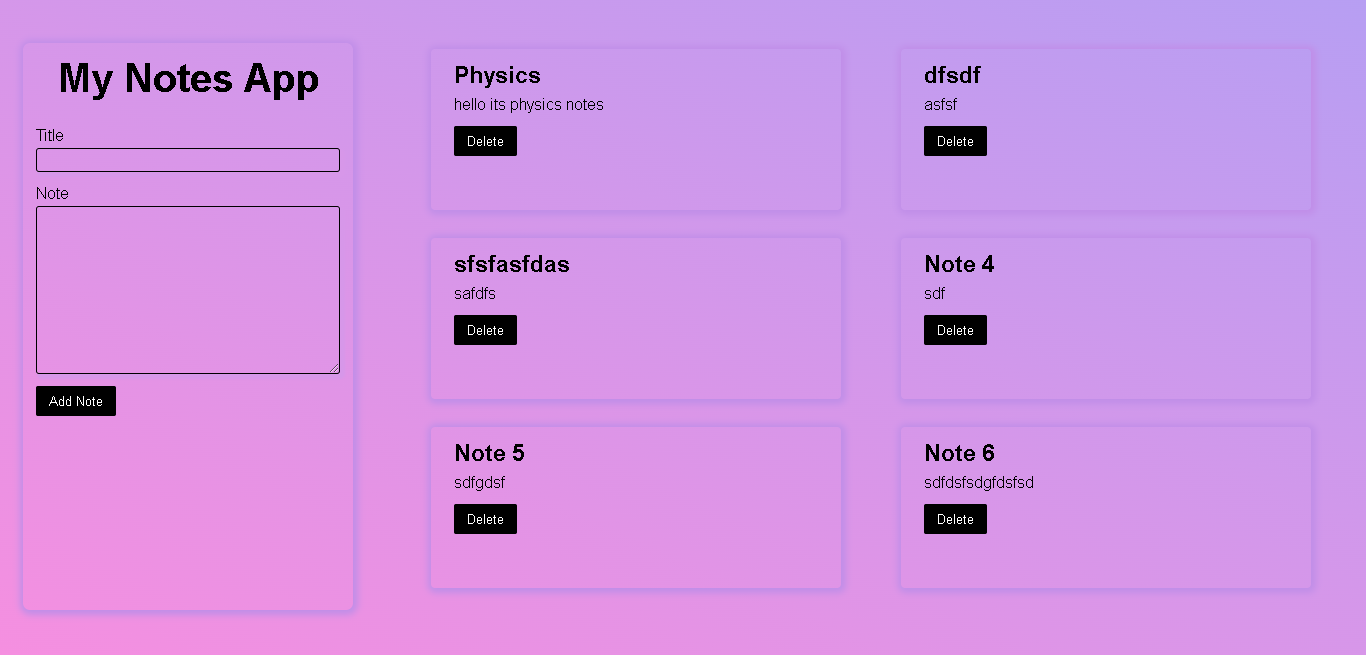 My Notes App
Title
Note
Add Note
Physics
hello its physics notes
Delete
dfsdf
asfsf
Delete
sfsfasfdas
safdfs
Delete
Note 4
sdf
Delete
Note 5
sdfgdsf
Delete
Note 6
sdfdsfsdgfdsfsd
Delete